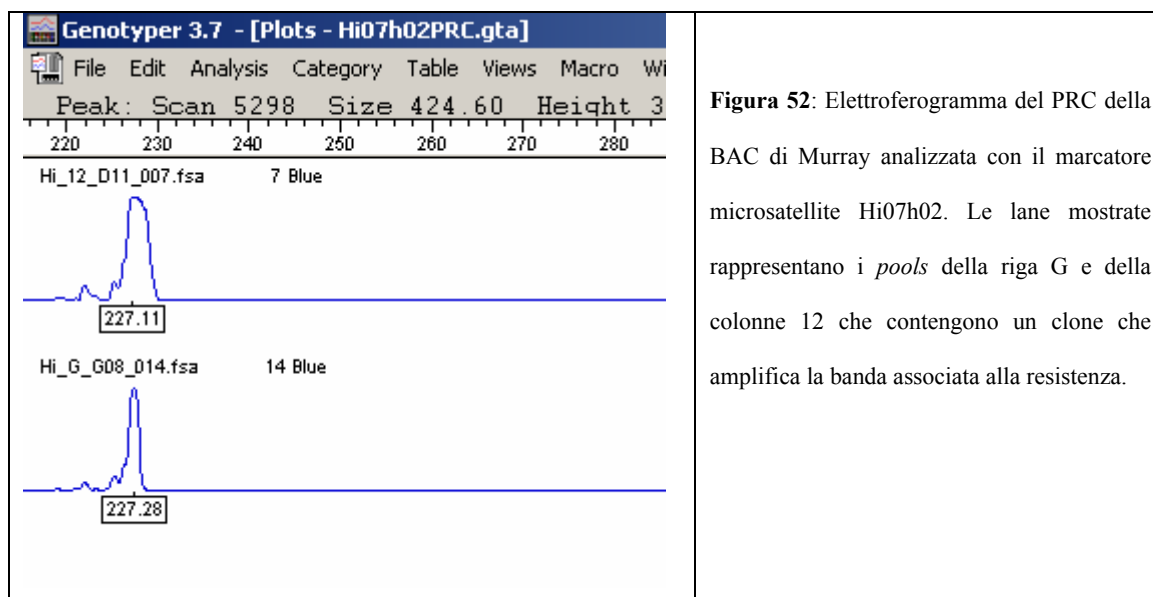 Genotyper 3.7 - [Plots - Hi07h02PRC.gta]
File Edit Analysis Category Table Views Macro Wi
Peak: Scan 5298 Size 424.60 Height 3
220 230 240 250 260 270 280
Hi_12_D11_007.fsa 7 Blue
227.11
Hi_G_G08_014.fsa 14 Blue
227.28
Figura 52: Elettroferogramma del PRC della
BAC di Murray analizzata con il marcatore
microsatellite Hi07h02. Le lane mostrate
rappresentano i pools della riga G e della
colonne 12 che contengono un clone che
amplifica la banda associata alla resistenza.